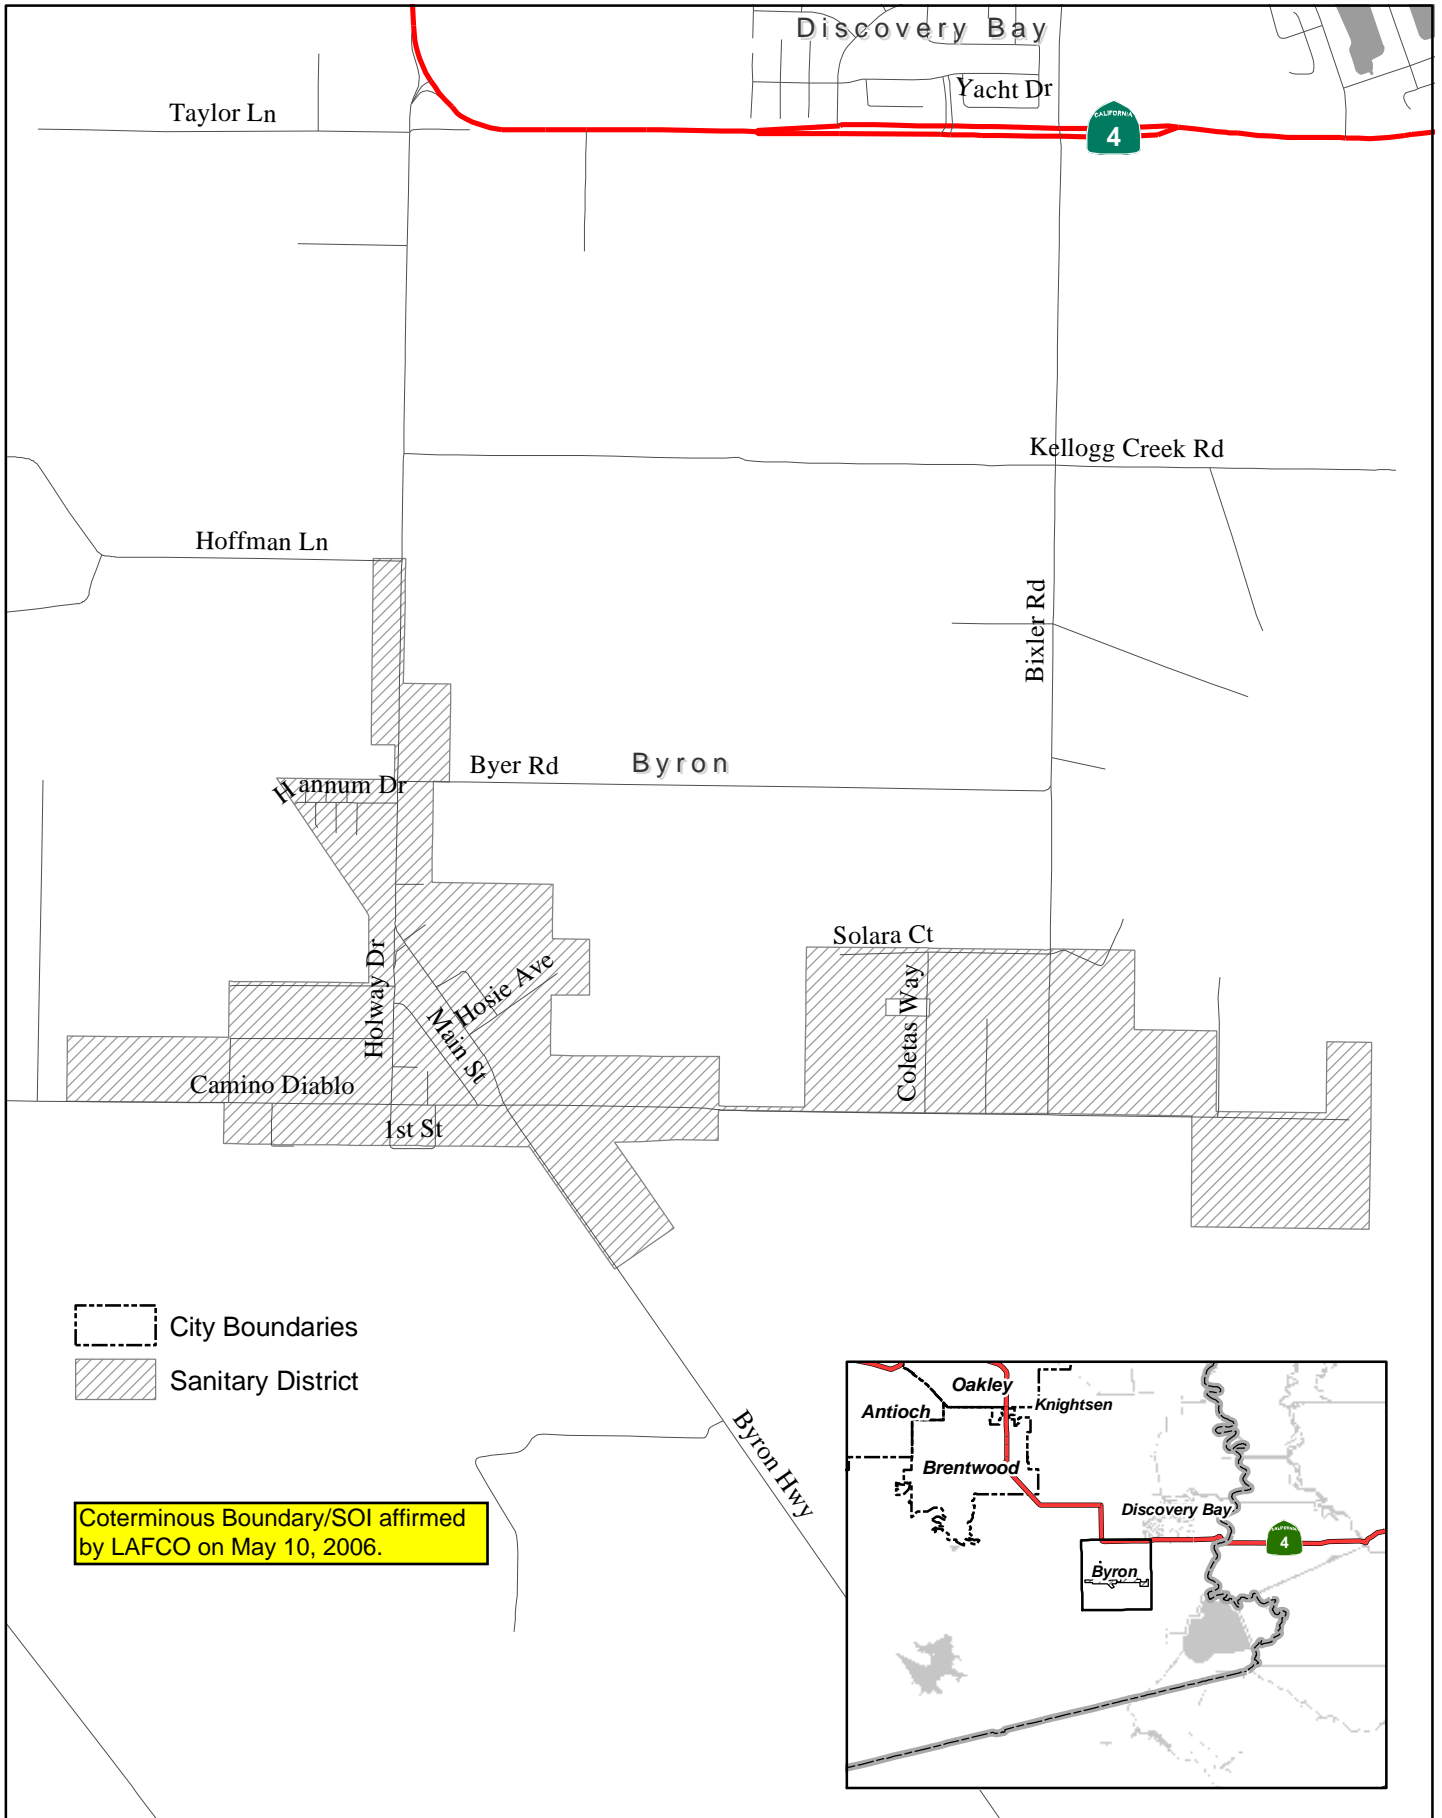 Discovery Bay
Yacht Dr
Taylor Ln
CALIFORNIA
4
Kellogg Creek Rd
Hoffman Ln
Bixler Rd
Byer Rd
Byron
Hannum Dr
Solara Ct
Holway Dr
Hosie Ave
Main St
Coletas Way
Camino Diablo
1st St
City Boundaries
Sanitary District
Byron Hwy
Coterminous Boundary/SOI affirmed
by LAFCO on May 10, 2006.
Oakley
Antioch
Knightsen
Brentwood
Discovery Bay
CALIFORNIA
4
Byron